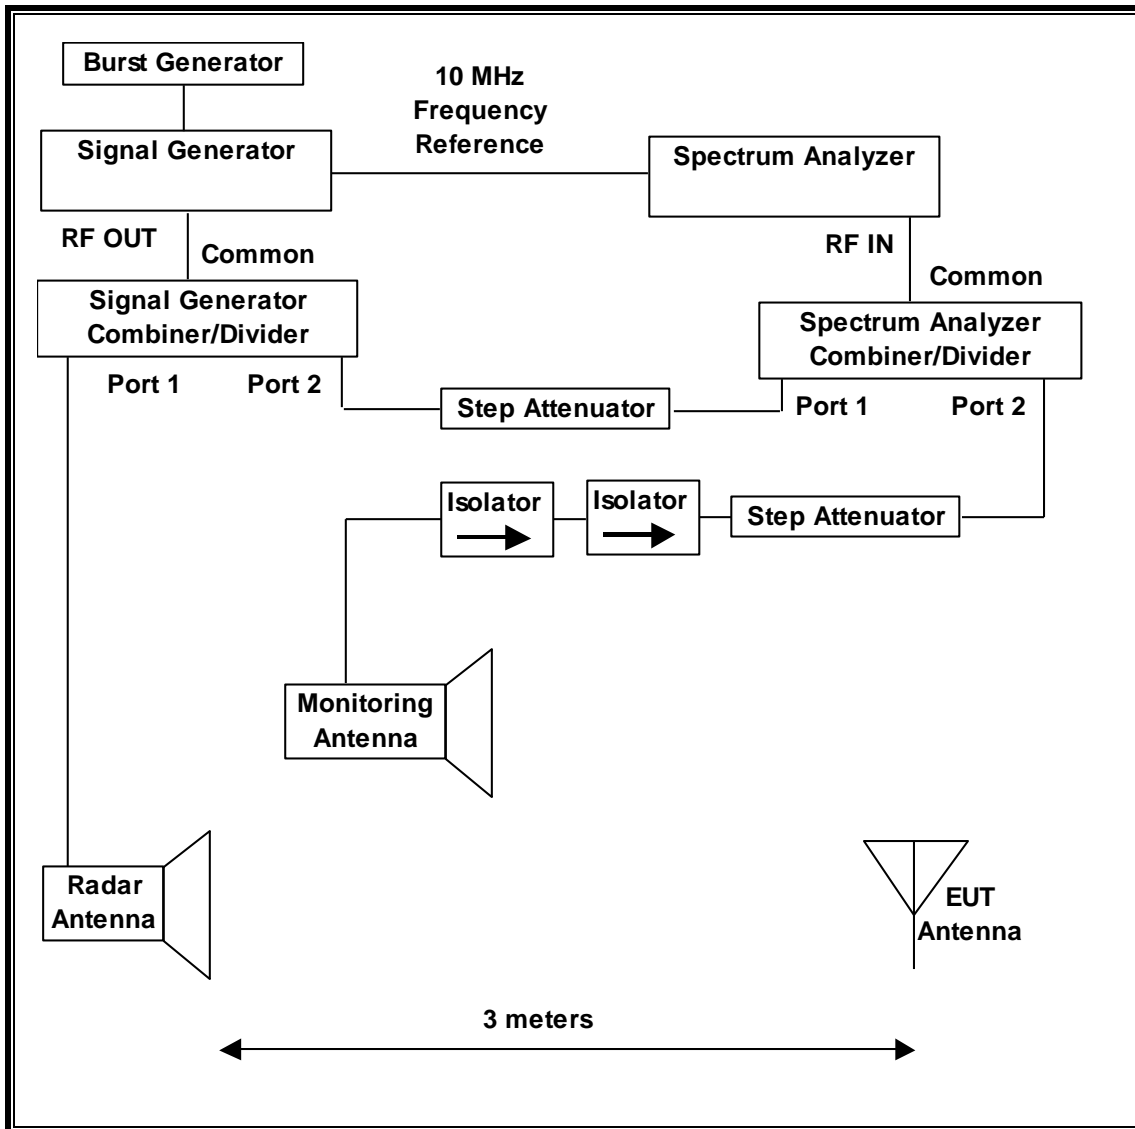 Burst Generator
10 MHz
Frequency
Reference
Signal Generator
Spectrum Analyzer
RF OUT
Common
RF IN
Common
Signal Generator
Combiner/Divider
Spectrum Analyzer
Combiner/Divider
Port 1
Port 2
Step Attenuator
Port 1
Port 2
Isolator
Isolator
Step Attenuator
Monitoring
Antenna
Radar
Antenna
EUT
Antenna
3 meters